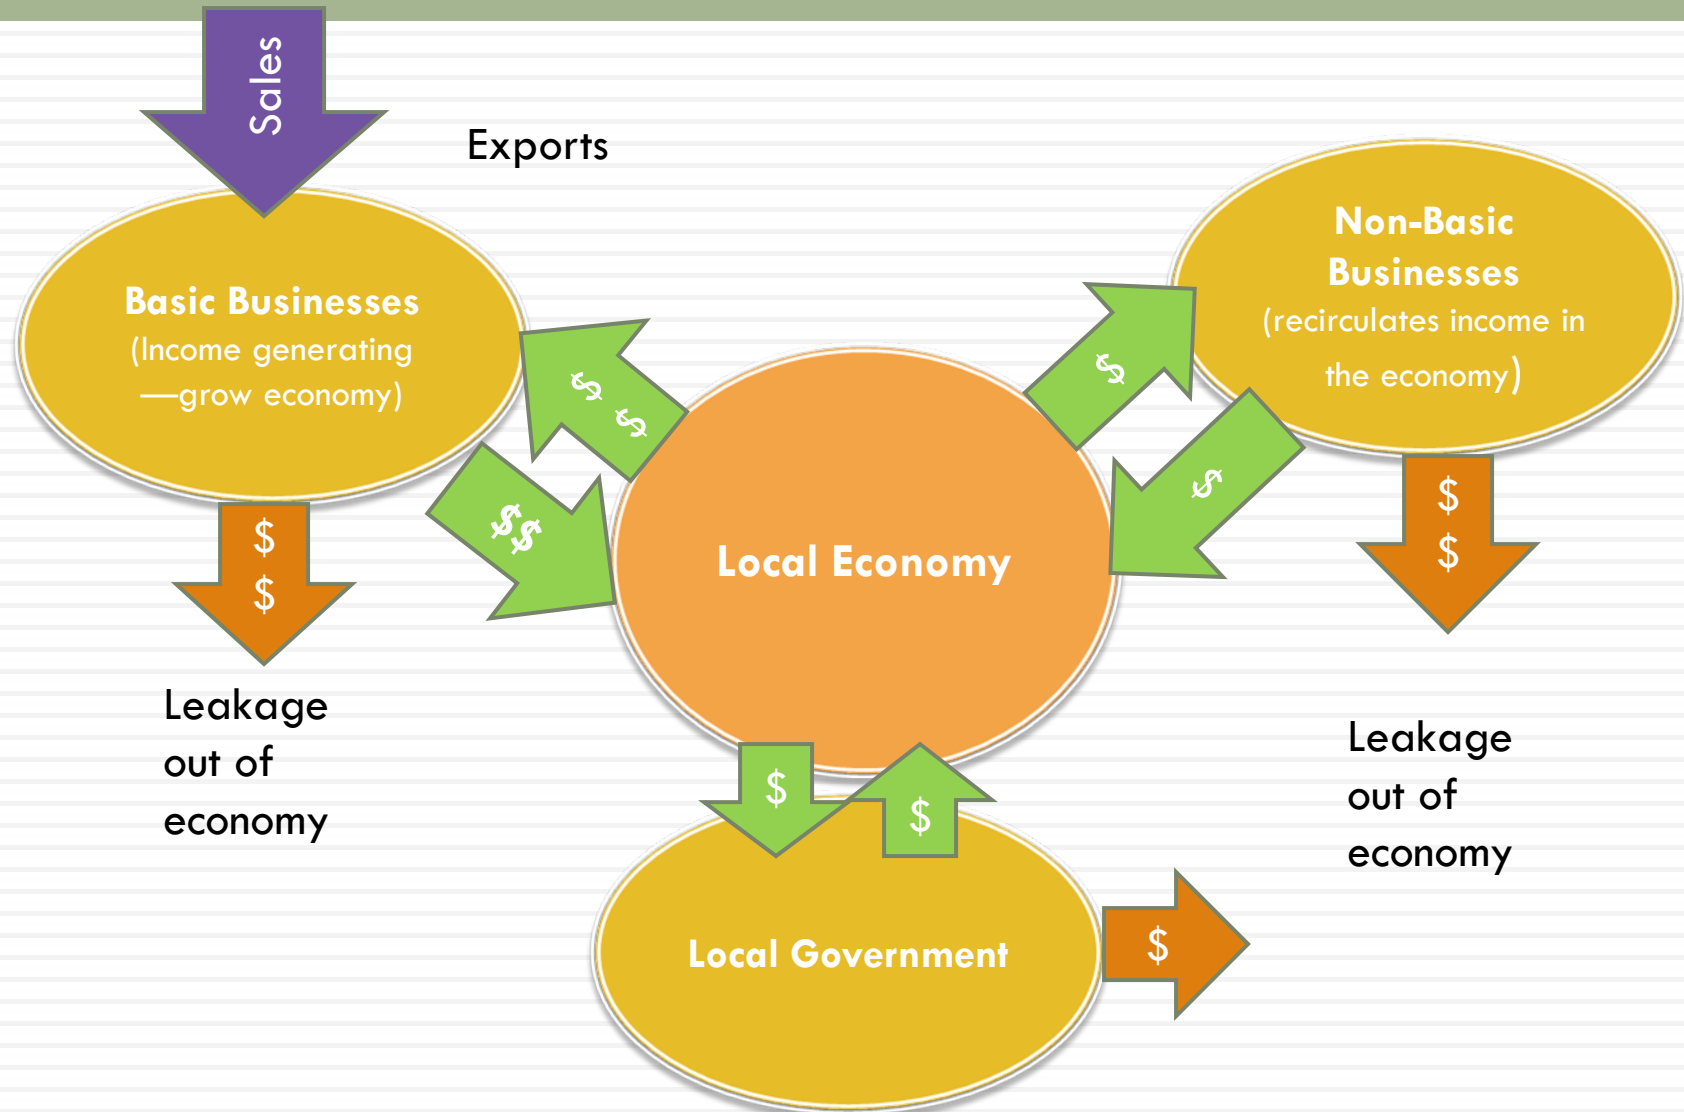 Sales
Exports
Basic Businesses
(Income generating
—grow economy)
Non-Basic
Businesses
(recirculates income in
the economy)
$ $
$$
$
$
Local Economy
$
$
$
$
Leakage
out of
economy
Leakage
out of
economy
$
$
Local Government
$